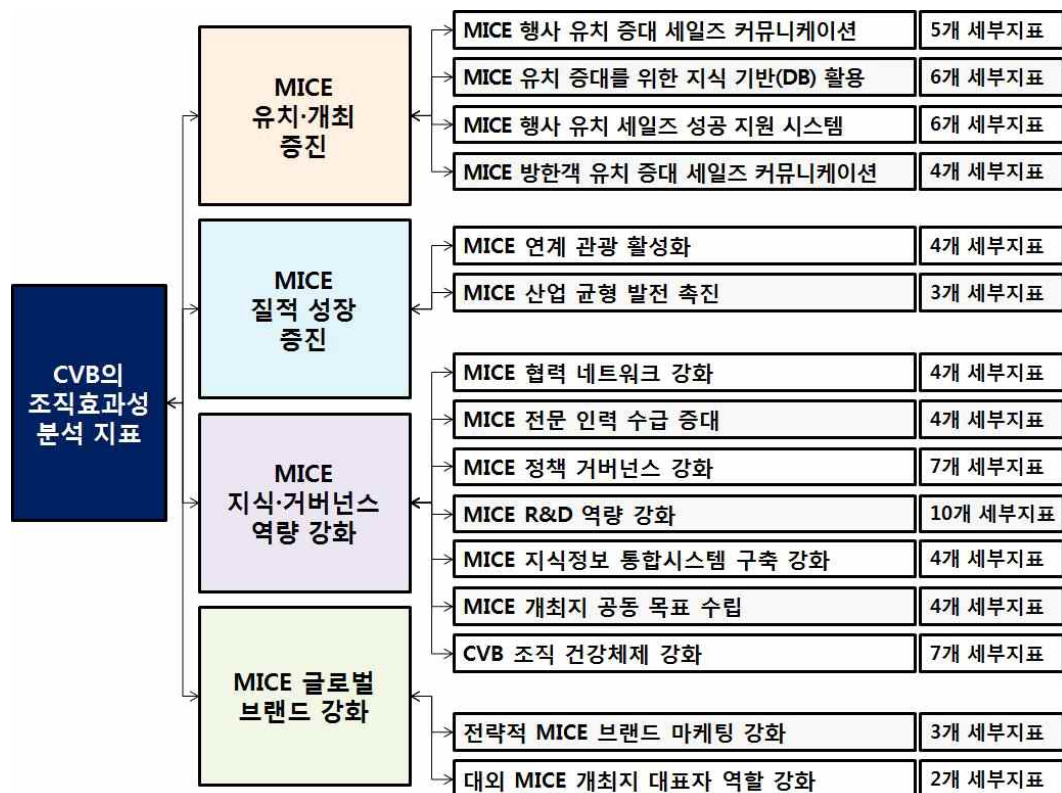 CVB의
조직효과성
분석 지표
MICE
유치·개최
증진
MICE 행사 유치 증대 세일즈 커뮤니케이션 5개 세부지표
MICE 유치 증대를 위한 지식 기반(DB) 활용 6개 세부지표
MICE 행사 유치 세일즈 성공 지원 시스템 6개 세부지표
MICE 방한객 유치 증대 세일즈 커뮤니케이션 4개 세부지표
MICE
질적 성장
증진
MICE 연계 관광 활성화 4개 세부지표
MICE 산업 균형 발전 촉진 3개 세부지표
MICE
지식·거버넌스
역량 강화
MICE 협력 네트워크 강화 4개 세부지표
MICE 전문 인력 수급 증대 4개 세부지표
MICE 정책 거버넌스 강화 7개 세부지표
MICE R&D 역량 강화 10개 세부지표
MICE 지식정보 통합시스템 구축 강화 4개 세부지표
MICE 개최지 공동 목표 수립 4개 세부지표
CVB 조직 건강체제 강화 7개 세부지표
MICE 글로벌
브랜드 강화
전략적 MICE 브랜드 마케팅 강화 3개 세부지표
대외 MICE 개최지 대표자 역할 강화 2개 세부지표